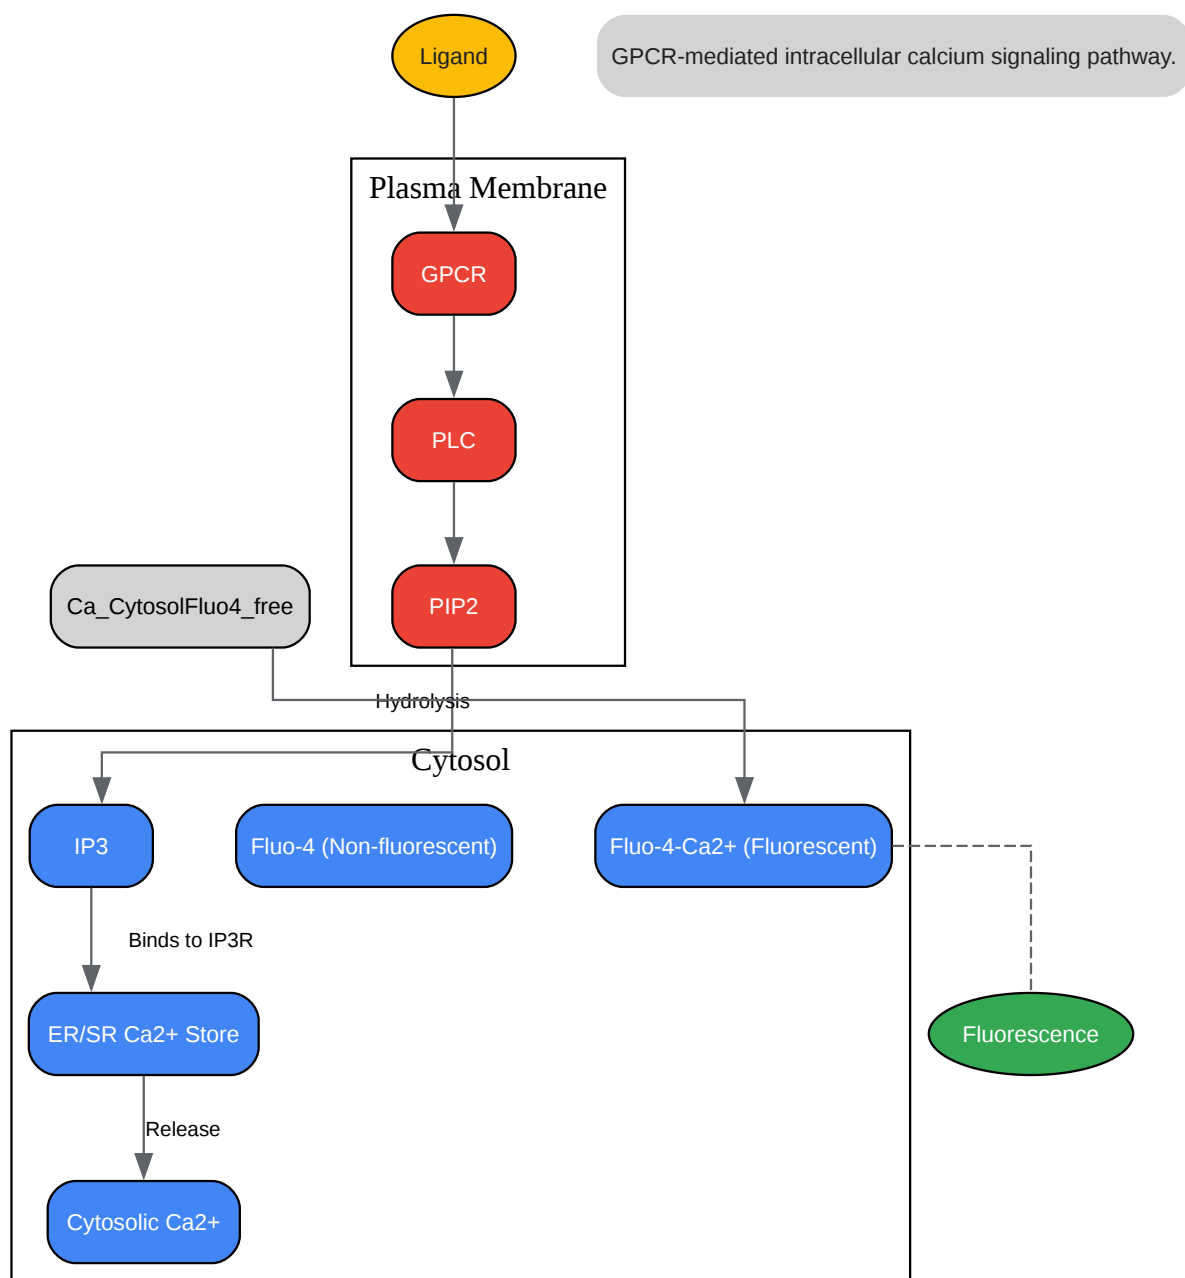 Ligand
GPCR-mediated intracellular calcium signaling pathway.
Plasma Membrane
GPCR
PLC
Ca_CytosolFluo4_free
PIP2
Hydrolysis
Cytosol
IP3
Fluo-4 (Non-fluorescent)
Fluo-4-Ca2+ (Fluorescent)
Binds to IP3R
ER/SR Ca2+ Store
Fluorescence
Release
Cytosolic Ca2+